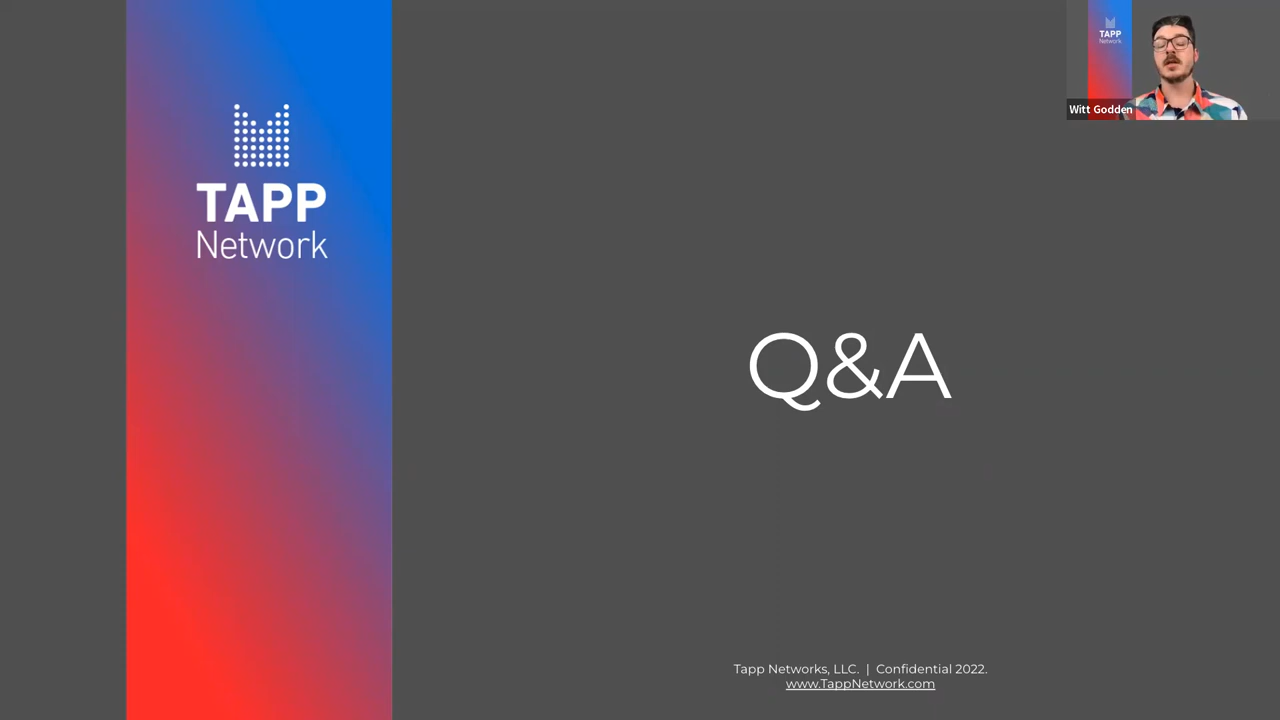 TAPP
Network
TAPP
Network
Witt Godden
Q&A
Tapp Networks, LLC. | Confidential 2022.
www.TappNetwork.com